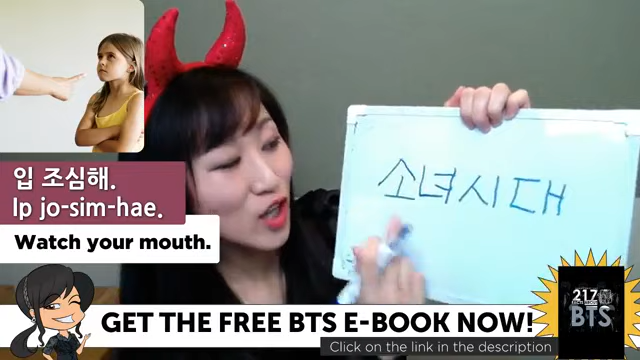 입 조심해.
Ip jo-sim-hae.
Watch your mouth.
소녀시대
GET THE FREE BTS E-BOOK NOW!
Click on the link in the description
217
BTS